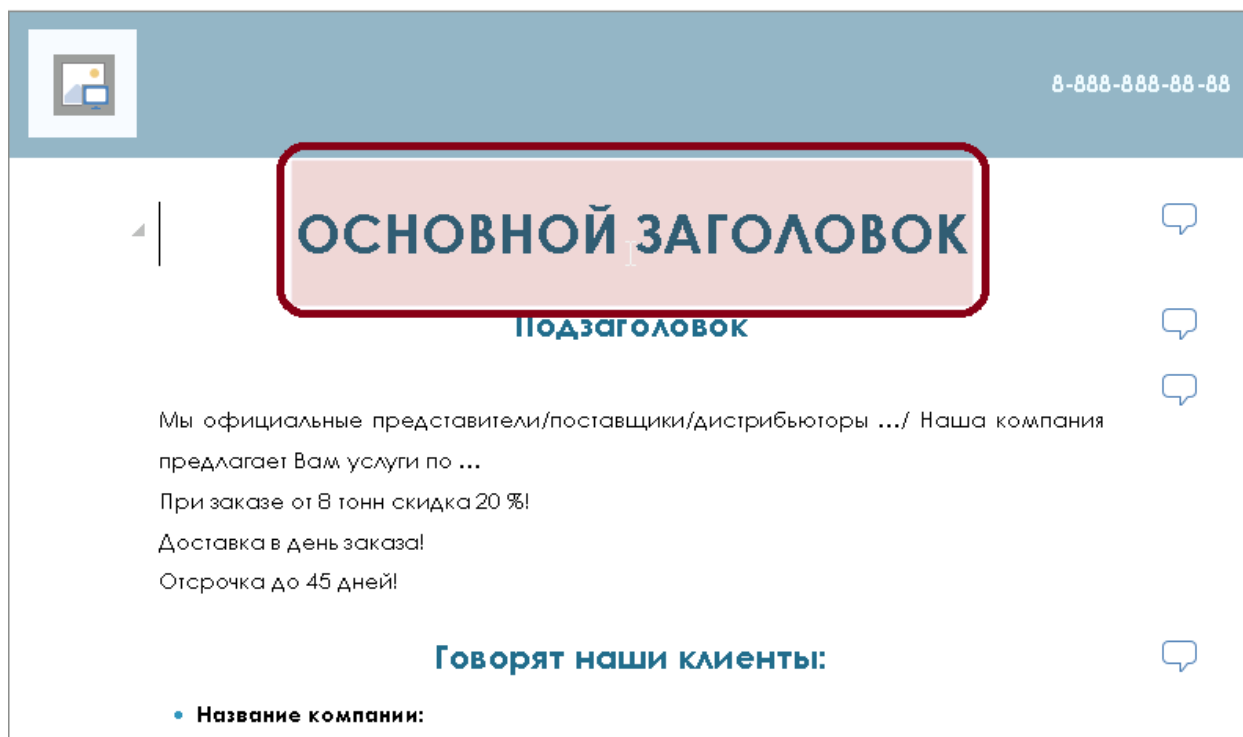 8-888-888-88-88
ОСНОВНОЙ ЗАГОЛОВОК
Подзаголовок
Мы официальные представители/поставщики/дистрибьюторы …/ Наша компания
предлагает Вам услуги по …
При заказе от 8 тонн скидка 20 %!
Доставка в день заказа!
Отсрочка до 45 дней!
Говорят наши клиенты:
• Название компании: